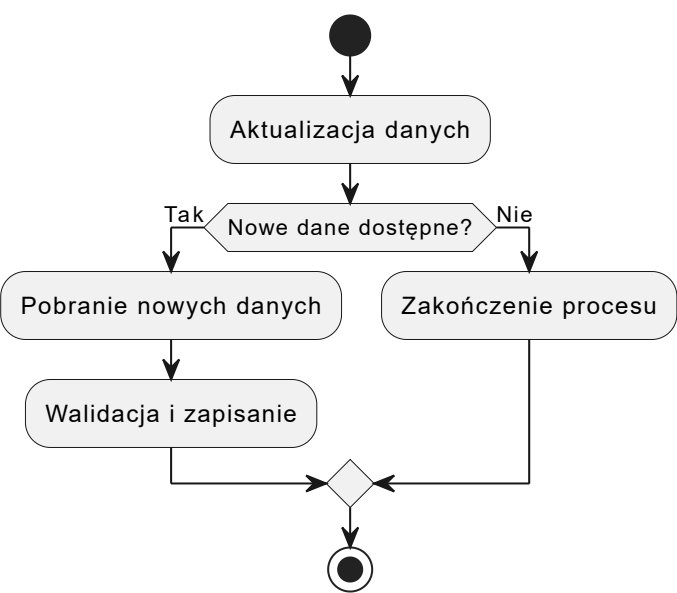 Aktualizacja danych
Tak
Nowe dane dostępne?
Nie
Pobranie nowych danych
Zakończenie procesu
Walidacja i zapisanie